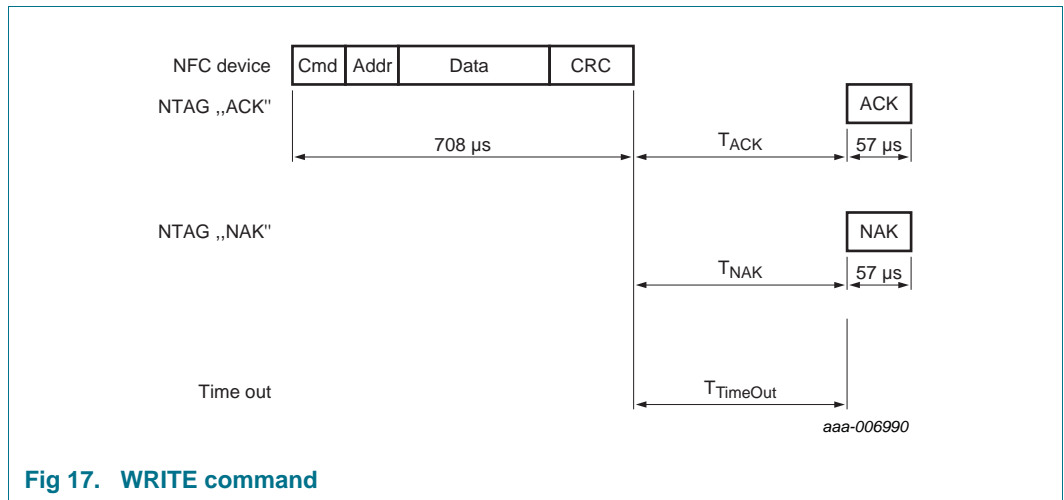 NFC device Cmd Addr Data CRC
NTAG ,,ACK" ACK
708 µs TACK 57 µs
NTAG ,,NAK" NAK
TNAK 57 µs
Time out TTimeOut
aaa-006990
Fig 17. WRITE command